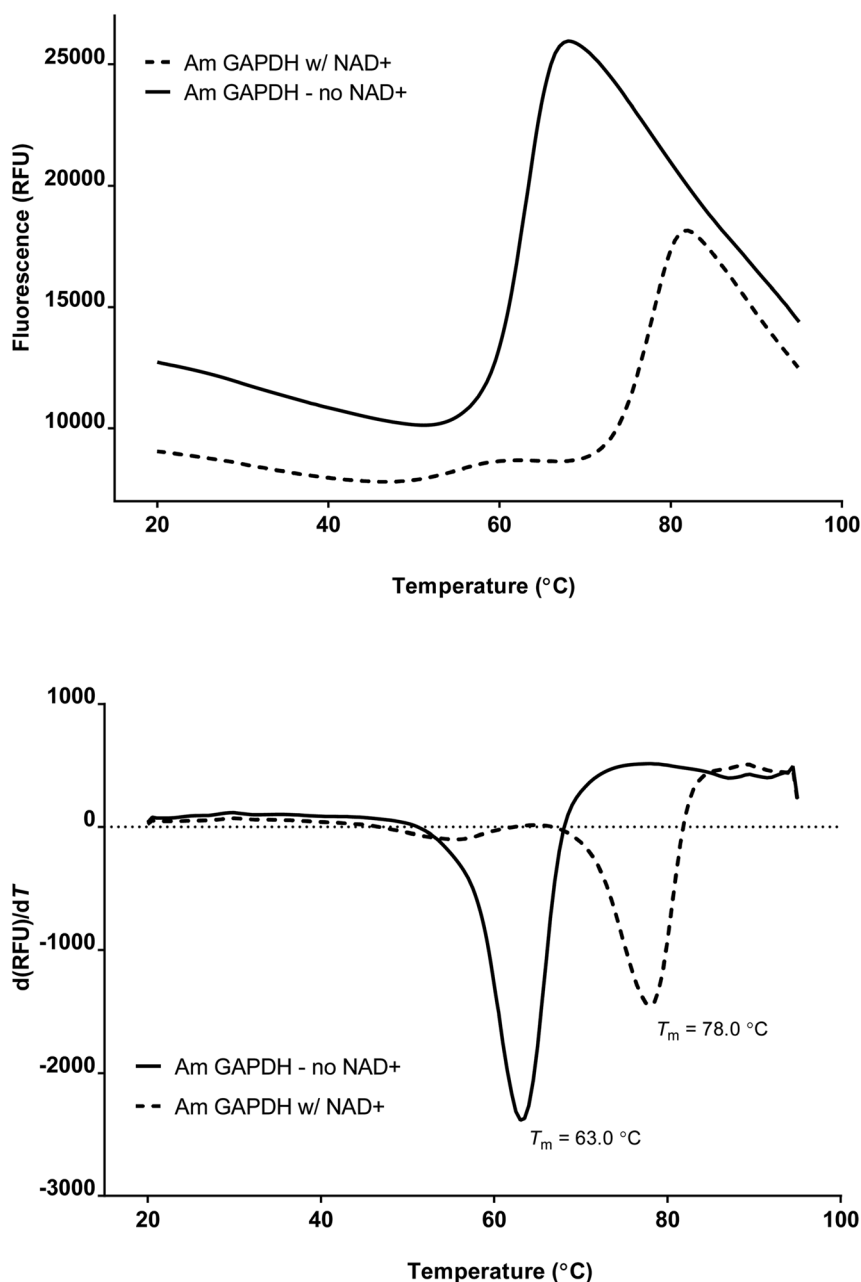 25000
20000
15000
10000
Fluorescence (RFU)
Am GAPDH w/ NAD+
Am GAPDH - no NAD+
20 40 60 80 100
Temperature (°C)
1000
0
-1000
-2000
-3000
d(RFU)/dT
Tm = 78.0 °C
Am GAPDH - no NAD+
Am GAPDH w/ NAD+
Tm = 63.0 °C
20 40 60 80 100
Temperature (°C)